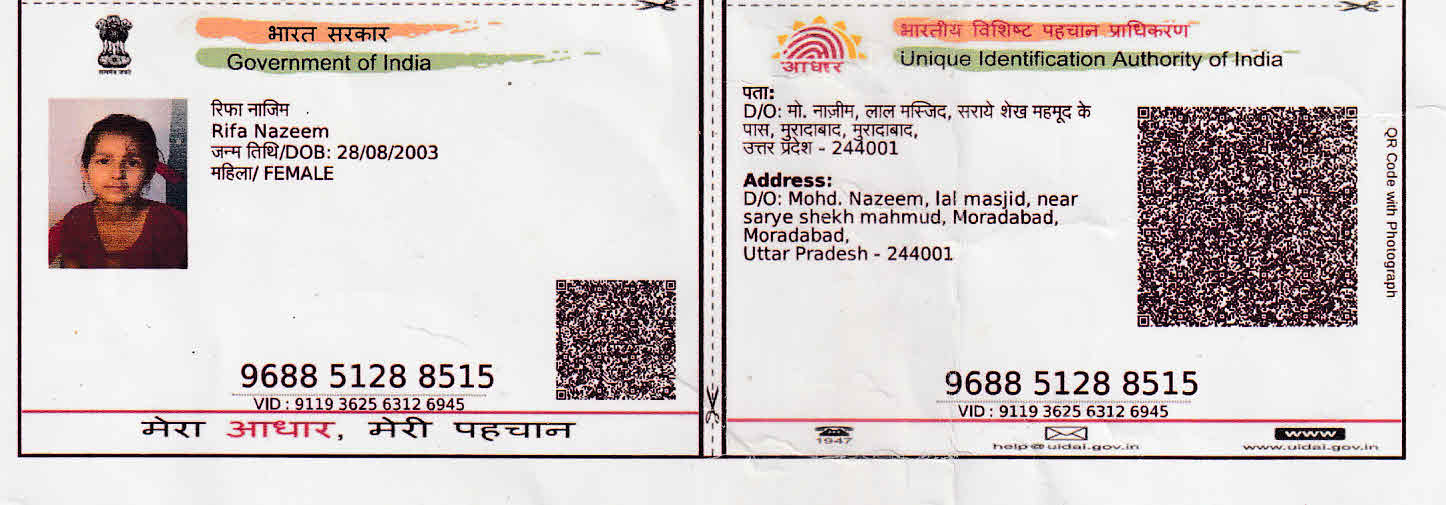 भारत सरकार
Government of India
रिफा नाजिम
Rifa Nazeem
जन्म तिथि/DOB: 28/08/2003
महिला/ FEMALE
9688 5128 8515
VID : 9119 3625 6312 6945
मेरा आधार, मेरी पहचान
भारतीय विशिष्ट पहचान प्राधिकरण
Unique Identification Authority of India
आधार
पता:
D/O: मो. नाज़ीम, लाल मस्जिद, सराये शेख महमूद के
पास, मुरादाबाद, मुरादाबाद,
उत्तर प्रदेश - 244001
Address:
D/O: Mohd. Nazeem, lal masjid, near
sarye shekh mahmud, Moradabad,
Moradabad,
Uttar Pradesh - 244001
QR Code with Photograph
9688 5128 8515
VID : 9119 3625 6312 6945
1947
help@uidai.gov.in
www
www.uidai.gov.in